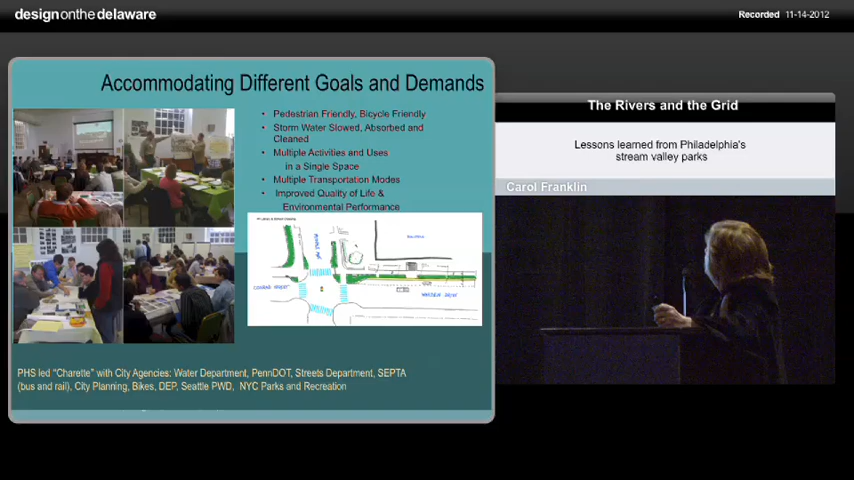 designonthedelaware
Recorded 11-14-2012
Accommodating Different Goals and Demands
• Pedestrian Friendly, Bicycle Friendly
• Storm Water Slowed, Absorbed and
Cleaned
• Multiple Activities and Uses
in a Single Space
• Multiple Transportation Modes
• Improved Quality of Life &
Environmental Performance
PHS led “Charette” with City Agencies: Water Department, PennDOT, Streets Department, SEPTA
(bus and rail), City Planning, Bikes, DEP, Seattle PWD, NYC Parks and Recreation
The Rivers and the Grid
Lessons learned from Philadelphia's
stream valley parks
Carol Franklin